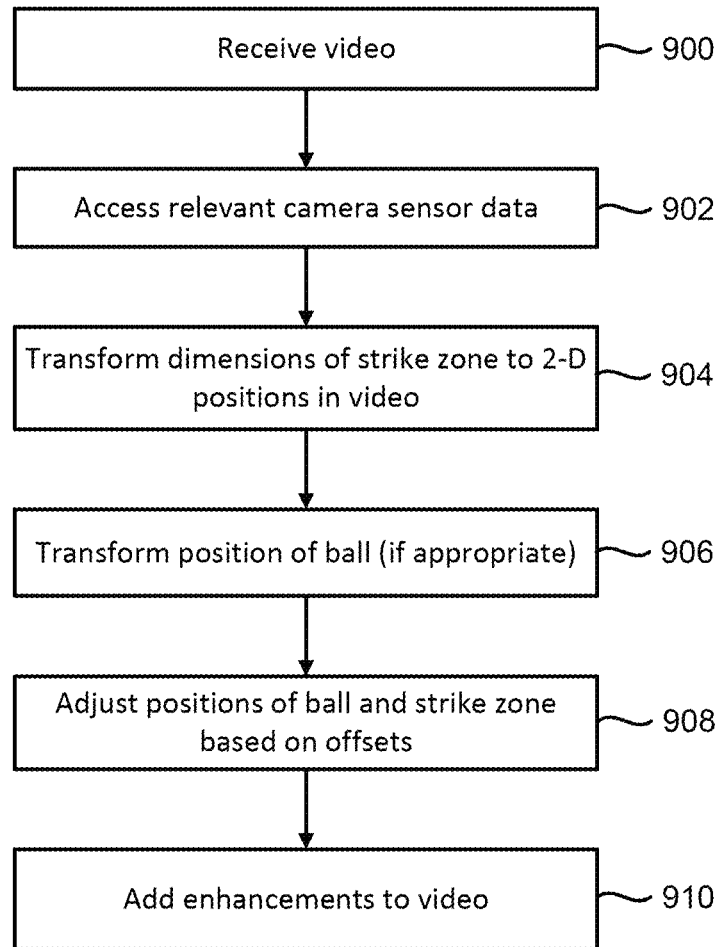 Receive video
900
Access relevant camera sensor data
902
Transform dimensions of strike zone to 2-D
positions in video
904
Transform position of ball (if appropriate)
906
Adjust positions of ball and strike zone
based on offsets
908
Add enhancements to video
910